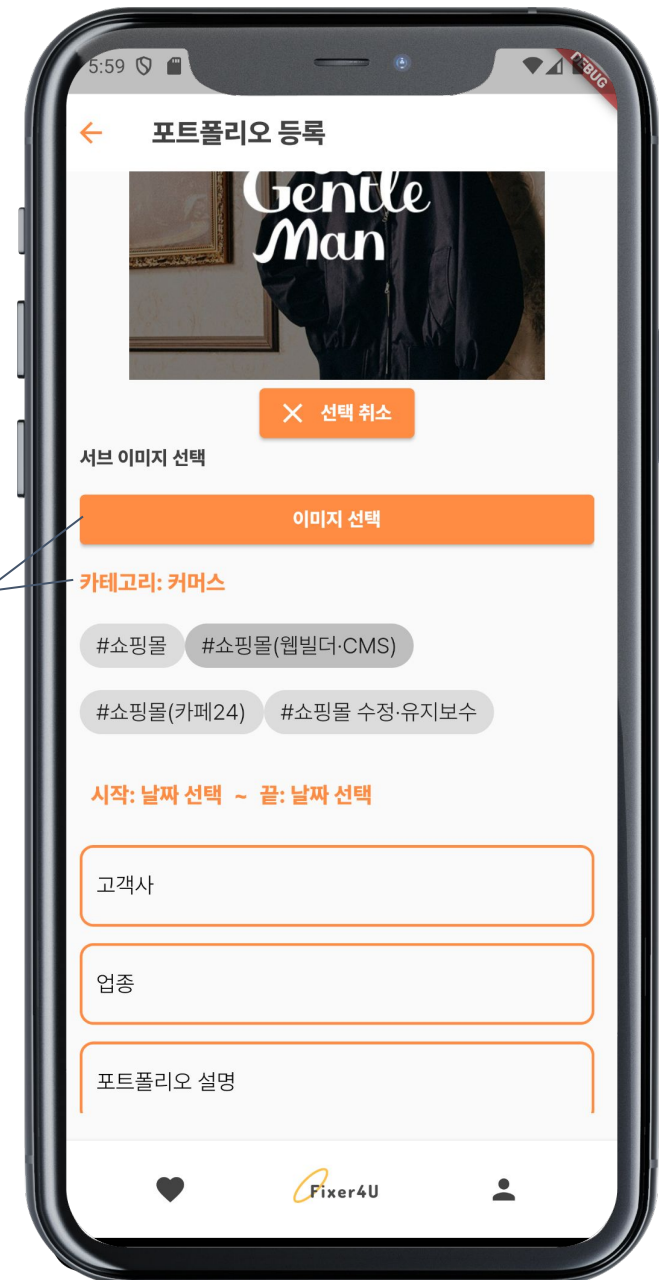 5:59
DEBUG
포트폴리오 등록
Gentle
Man
선택 취소
서브 이미지 선택
이미지 선택
카테고리: 커머스
#쇼핑몰 #쇼핑몰(웹빌더·CMS)
#쇼핑몰(카페24) #쇼핑몰 수정·유지보수
시작: 날짜 선택 ~ 끝: 날짜 선택
고객사
업종
포트폴리오 설명
Fixer4U